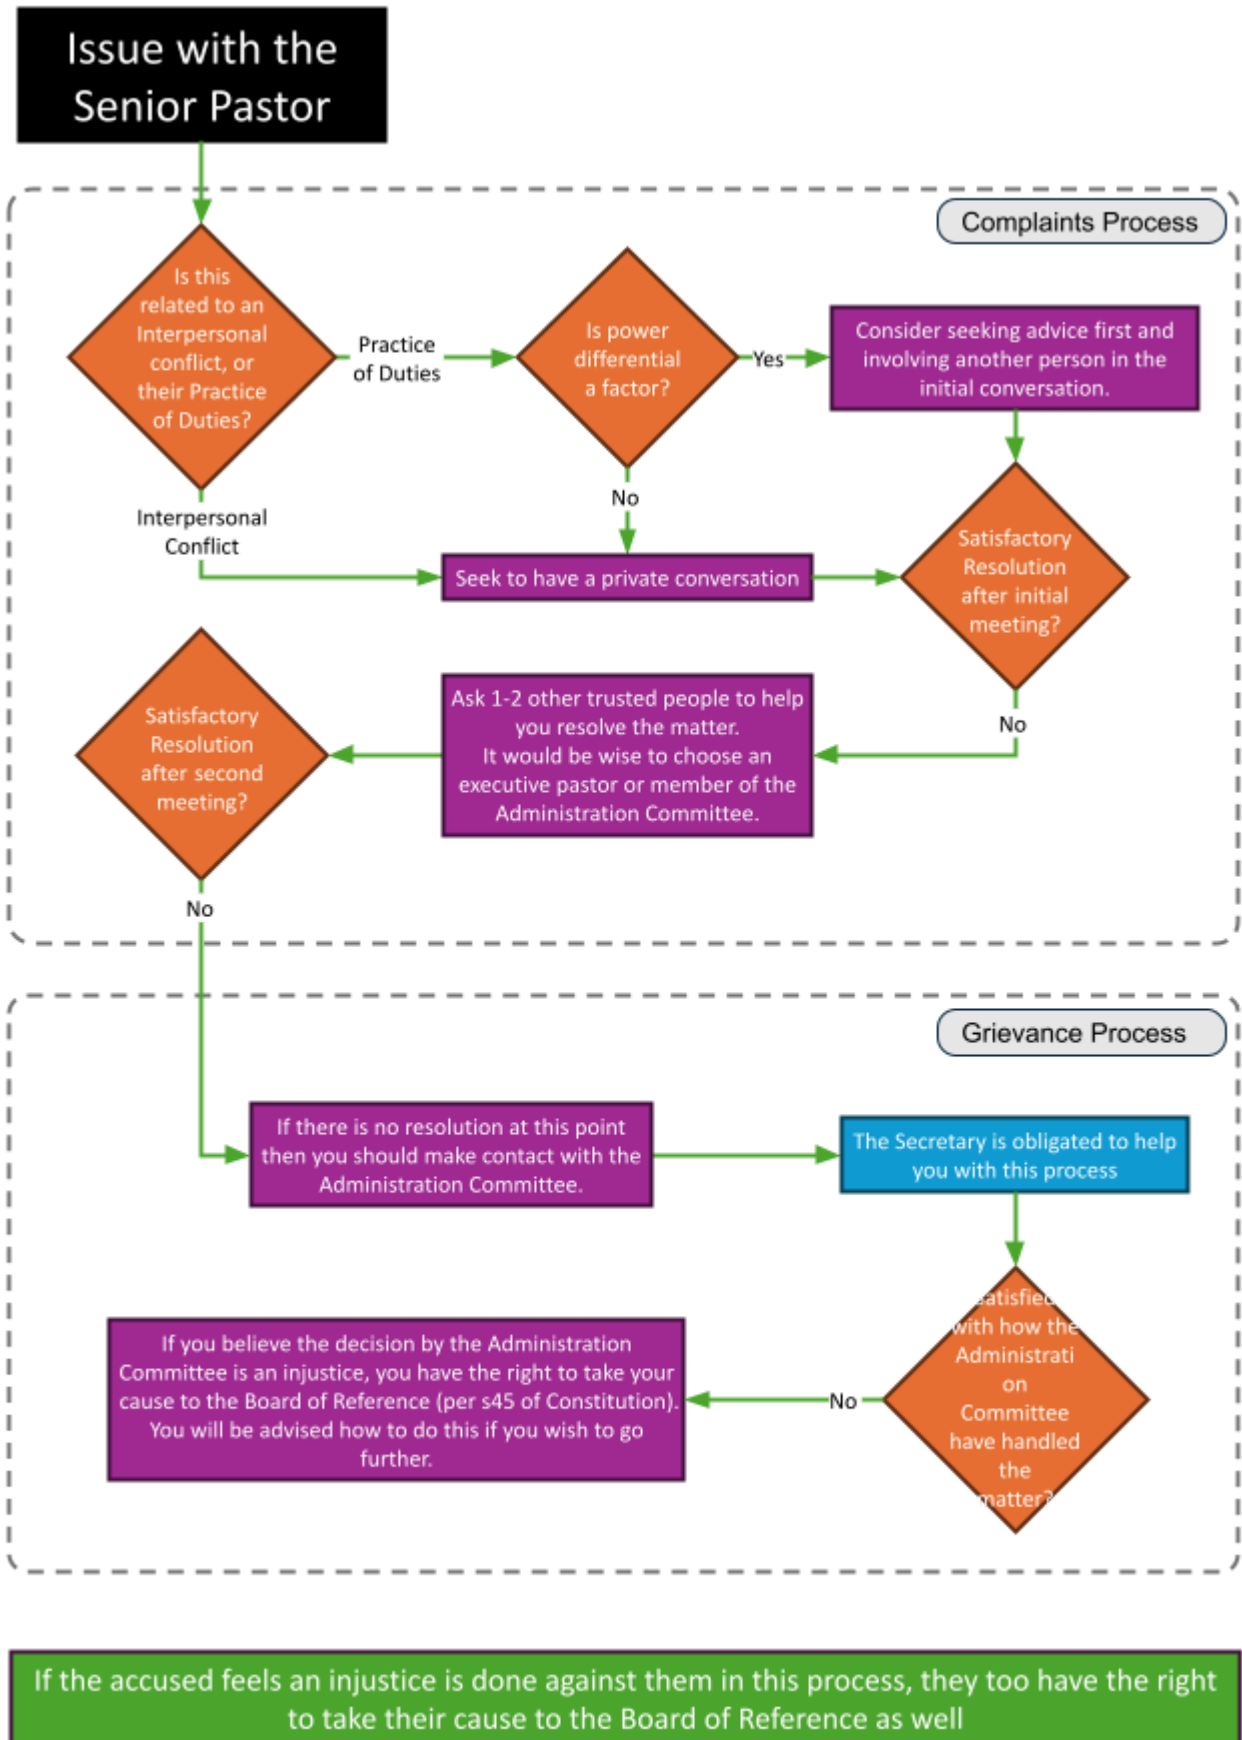 Issue with the
Senior Pastor
Complaints Process
Is this
related to an
Interpersonal
conflict, or
their Practice
of Duties?
Practice
of Duties
Is power
differential
a factor?
Yes
Consider seeking advice first and
involving another person in the
initial conversation.
No
Interpersonal
Conflict
Seek to have a private conversation
Satisfactory
Resolution
after initial
meeting?
No
Ask 1-2 other trusted people to help
you resolve the matter.
It would be wise to choose an
executive pastor or member of the
Administration Committee.
Satisfactory
Resolution
after second
meeting?
No
Grievance Process
If there is no resolution at this point
then you should make contact with the
Administration Committee.
The Secretary is obligated to help
you with this process
Satisfied
with how the
Administrati
on
Committee
have handled
the
matter?
No
If you believe the decision by the Administration
Committee is an injustice, you have the right to take your
cause to the Board of Reference (per s45 of Constitution).
You will be advised how to do this if you wish to go
further.
If the accused feels an injustice is done against them in this process, they too have the right
to take their cause to the Board of Reference as well